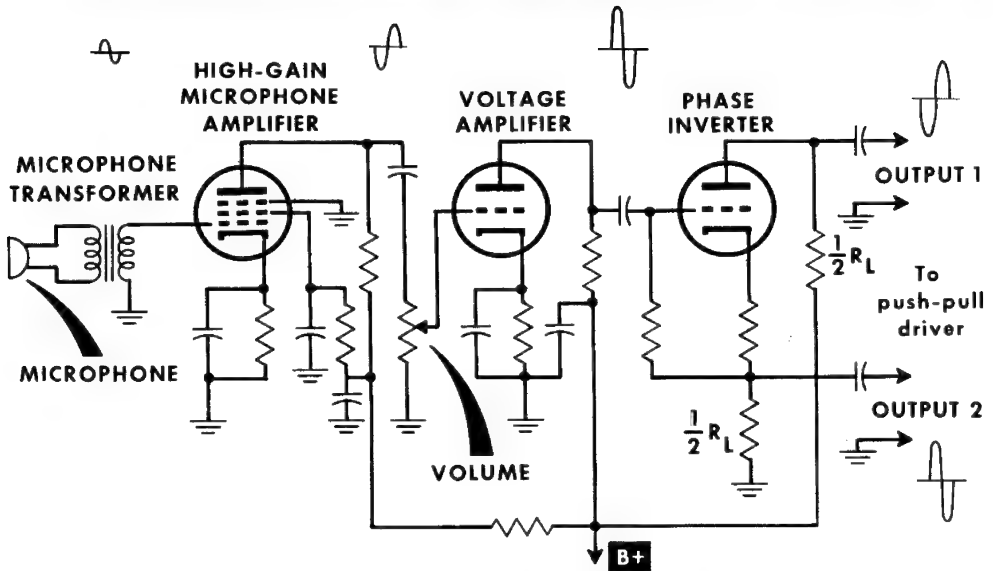 HIGH-GAIN
MICROPHONE
AMPLIFIER
VOLTAGE
AMPLIFIER
PHASE
INVERTER
MICROPHONE
TRANSFORMER
OUTPUT 1
1/2 RL
To
push-pull
driver
MICROPHONE
OUTPUT 2
1/2 RL
VOLUME
B+